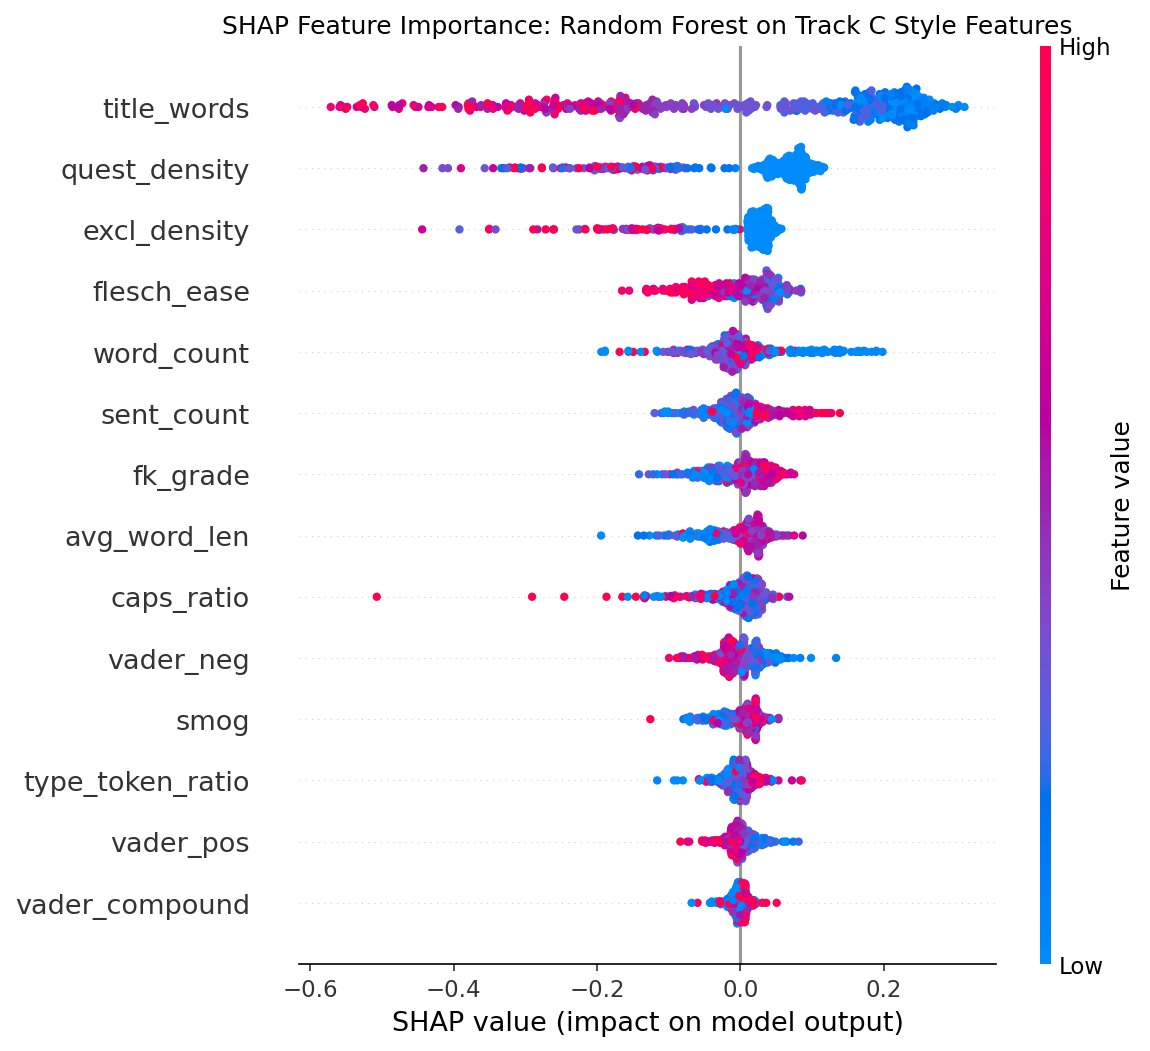 SHAP Feature Importance: Random Forest on Track C Style Features
High
title_words
quest_density
excl_density
flesch_ease
word_count
sent_count
fk_grade
avg_word_len
caps_ratio
vader_neg
smog
type_token_ratio
vader_pos
vader_compound
Feature value
Low
−0.6 −0.4 −0.2 0.0 0.2
SHAP value (impact on model output)